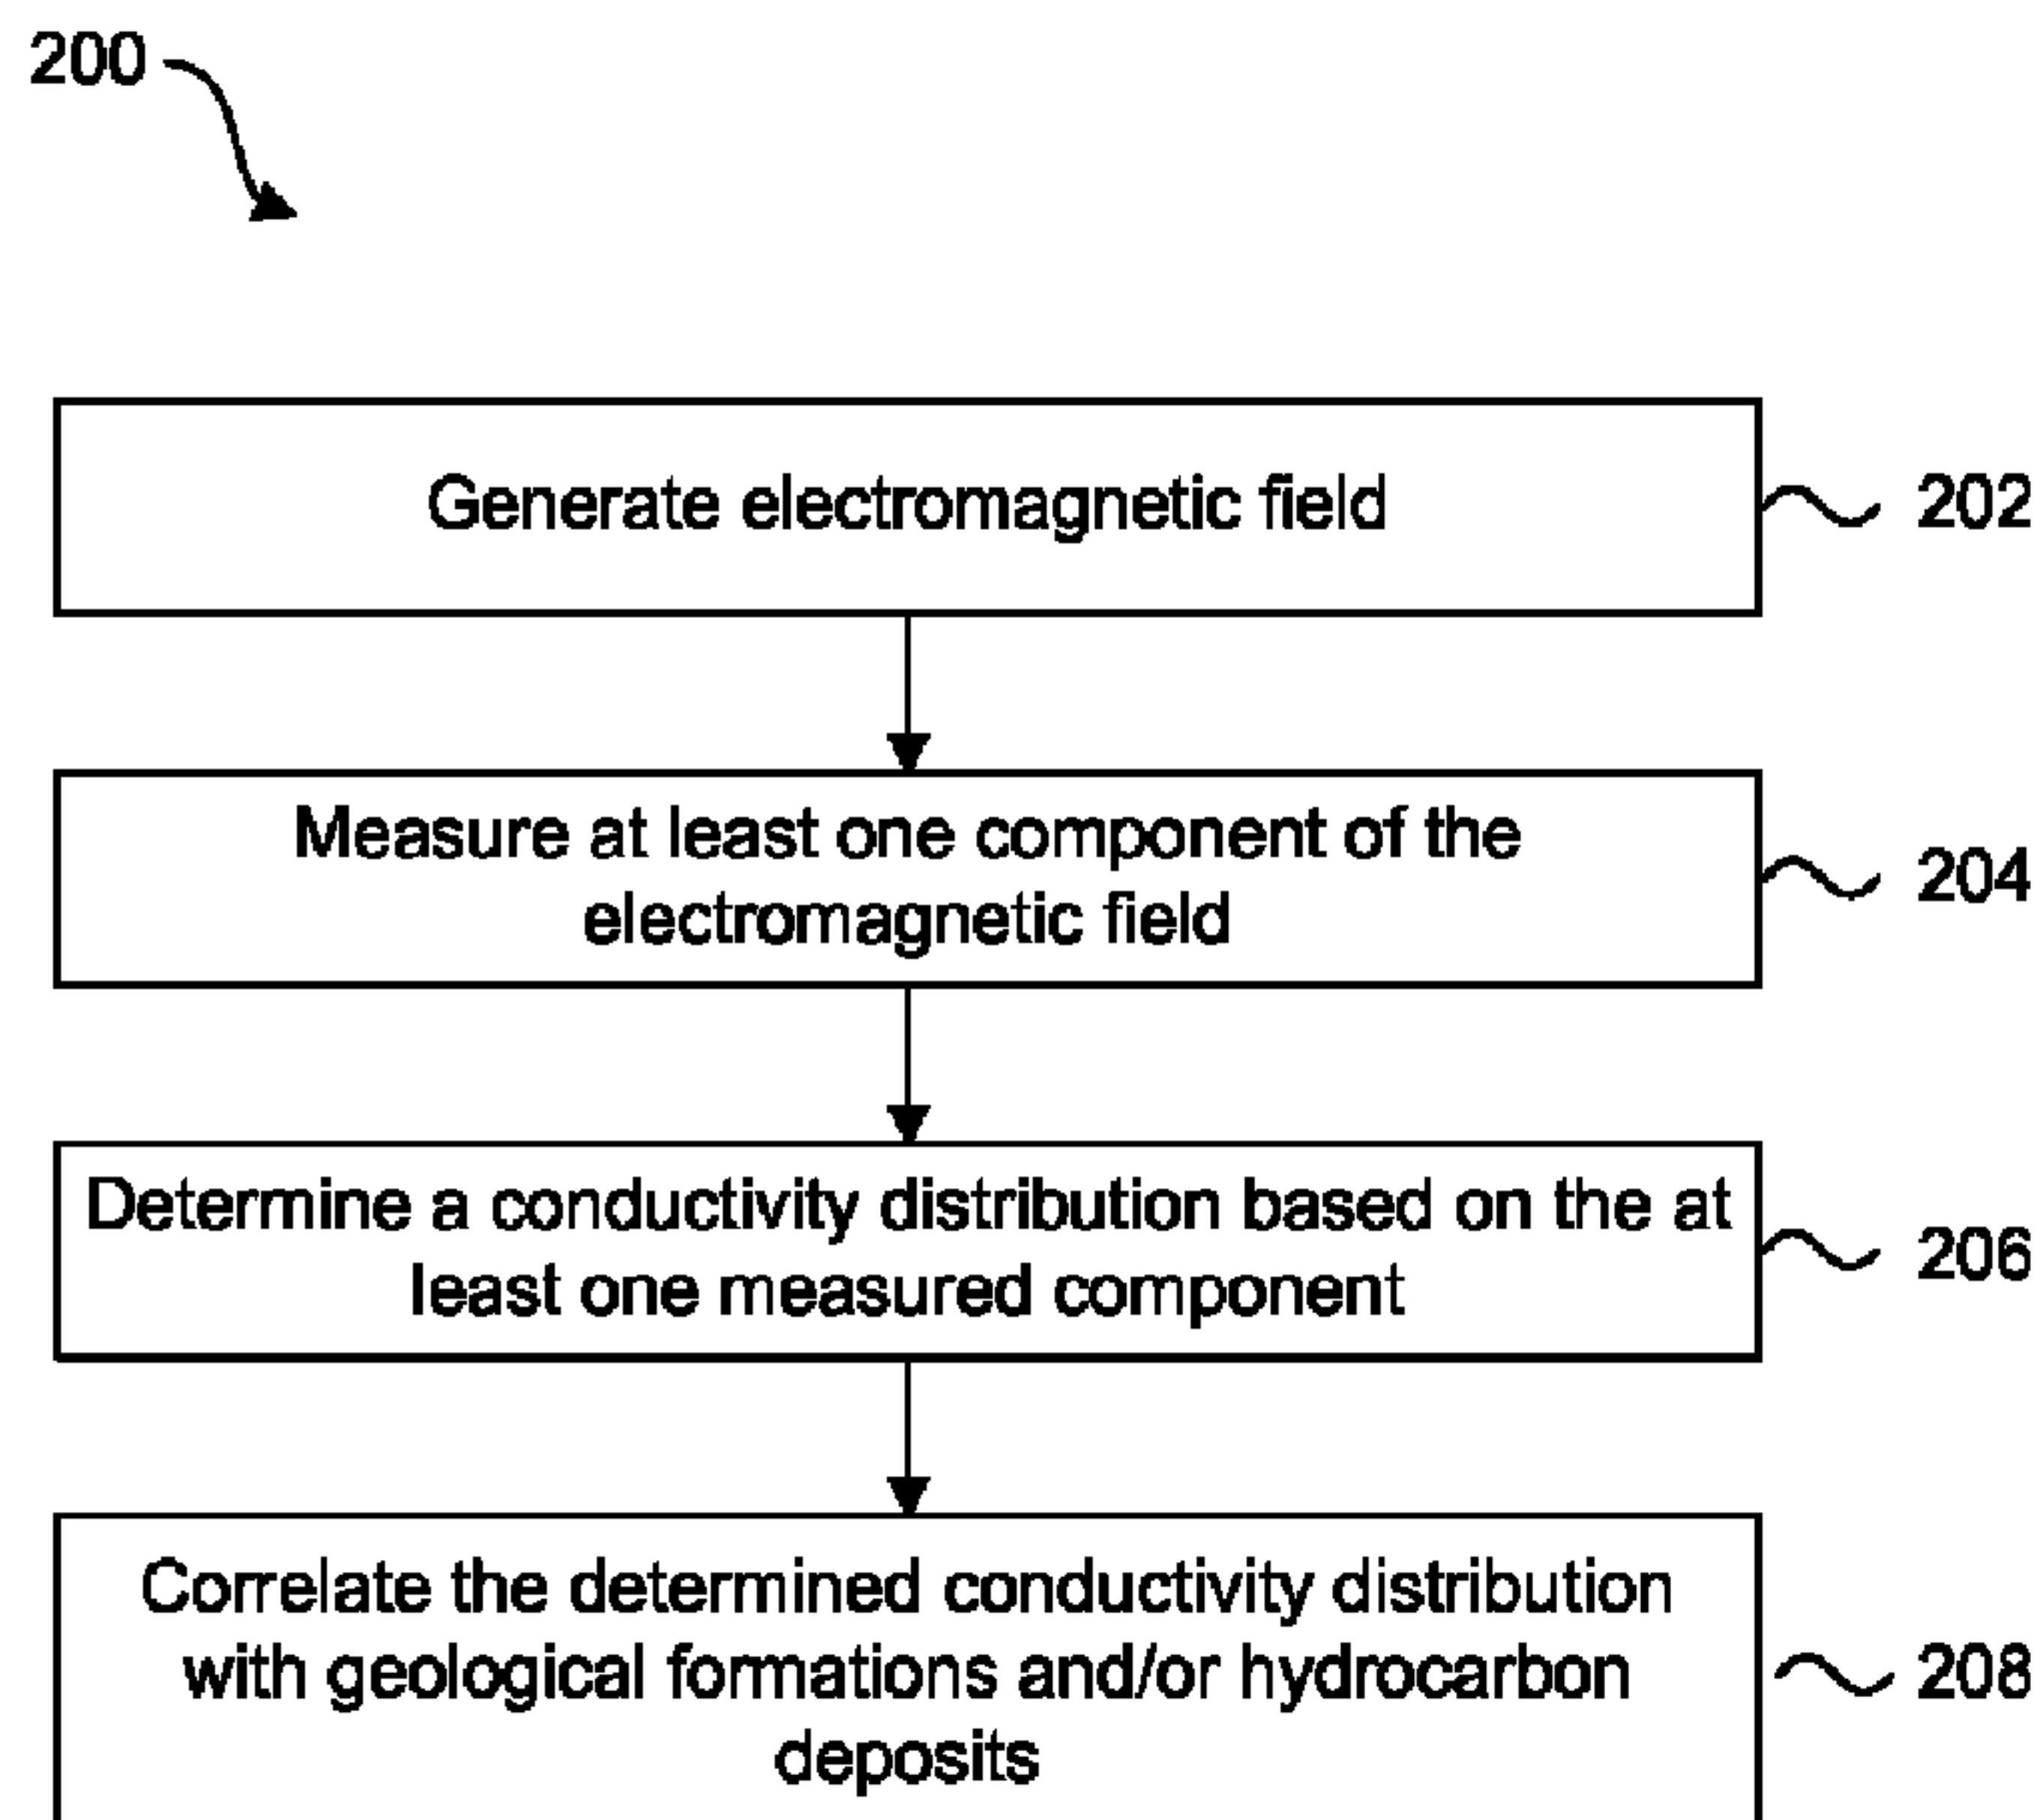 200
Generate electromagnetic field
202
Measure at least one component of the
electromagnetic field
204
Determine a conductivity distribution based on the at
least one measured component
206
Correlate the determined conductivity distribution
with geological formations and/or hydrocarbon
deposits
208